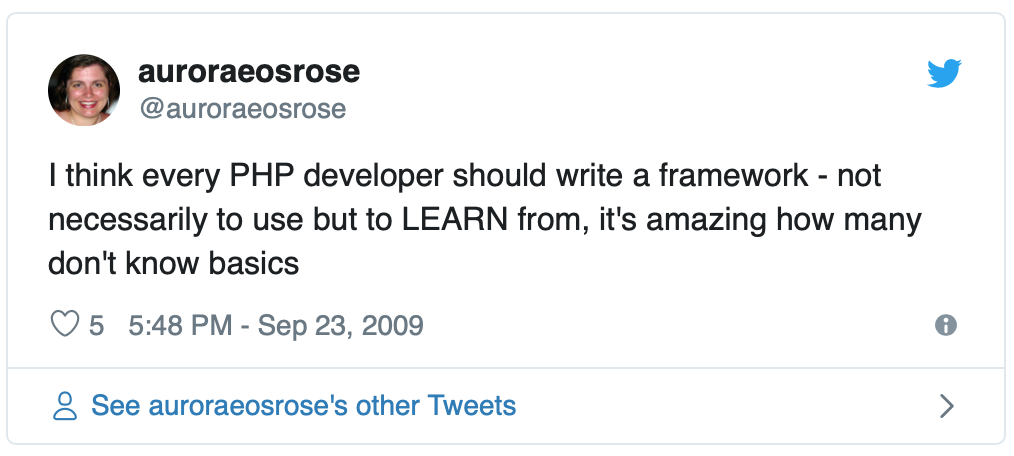 auroraeosrose
@auroraeosrose
I think every PHP developer should write a framework - not
necessarily to use but to LEARN from, it's amazing how many
don't know basics
5 5:48 PM - Sep 23, 2009
See auroraeosrose's other Tweets